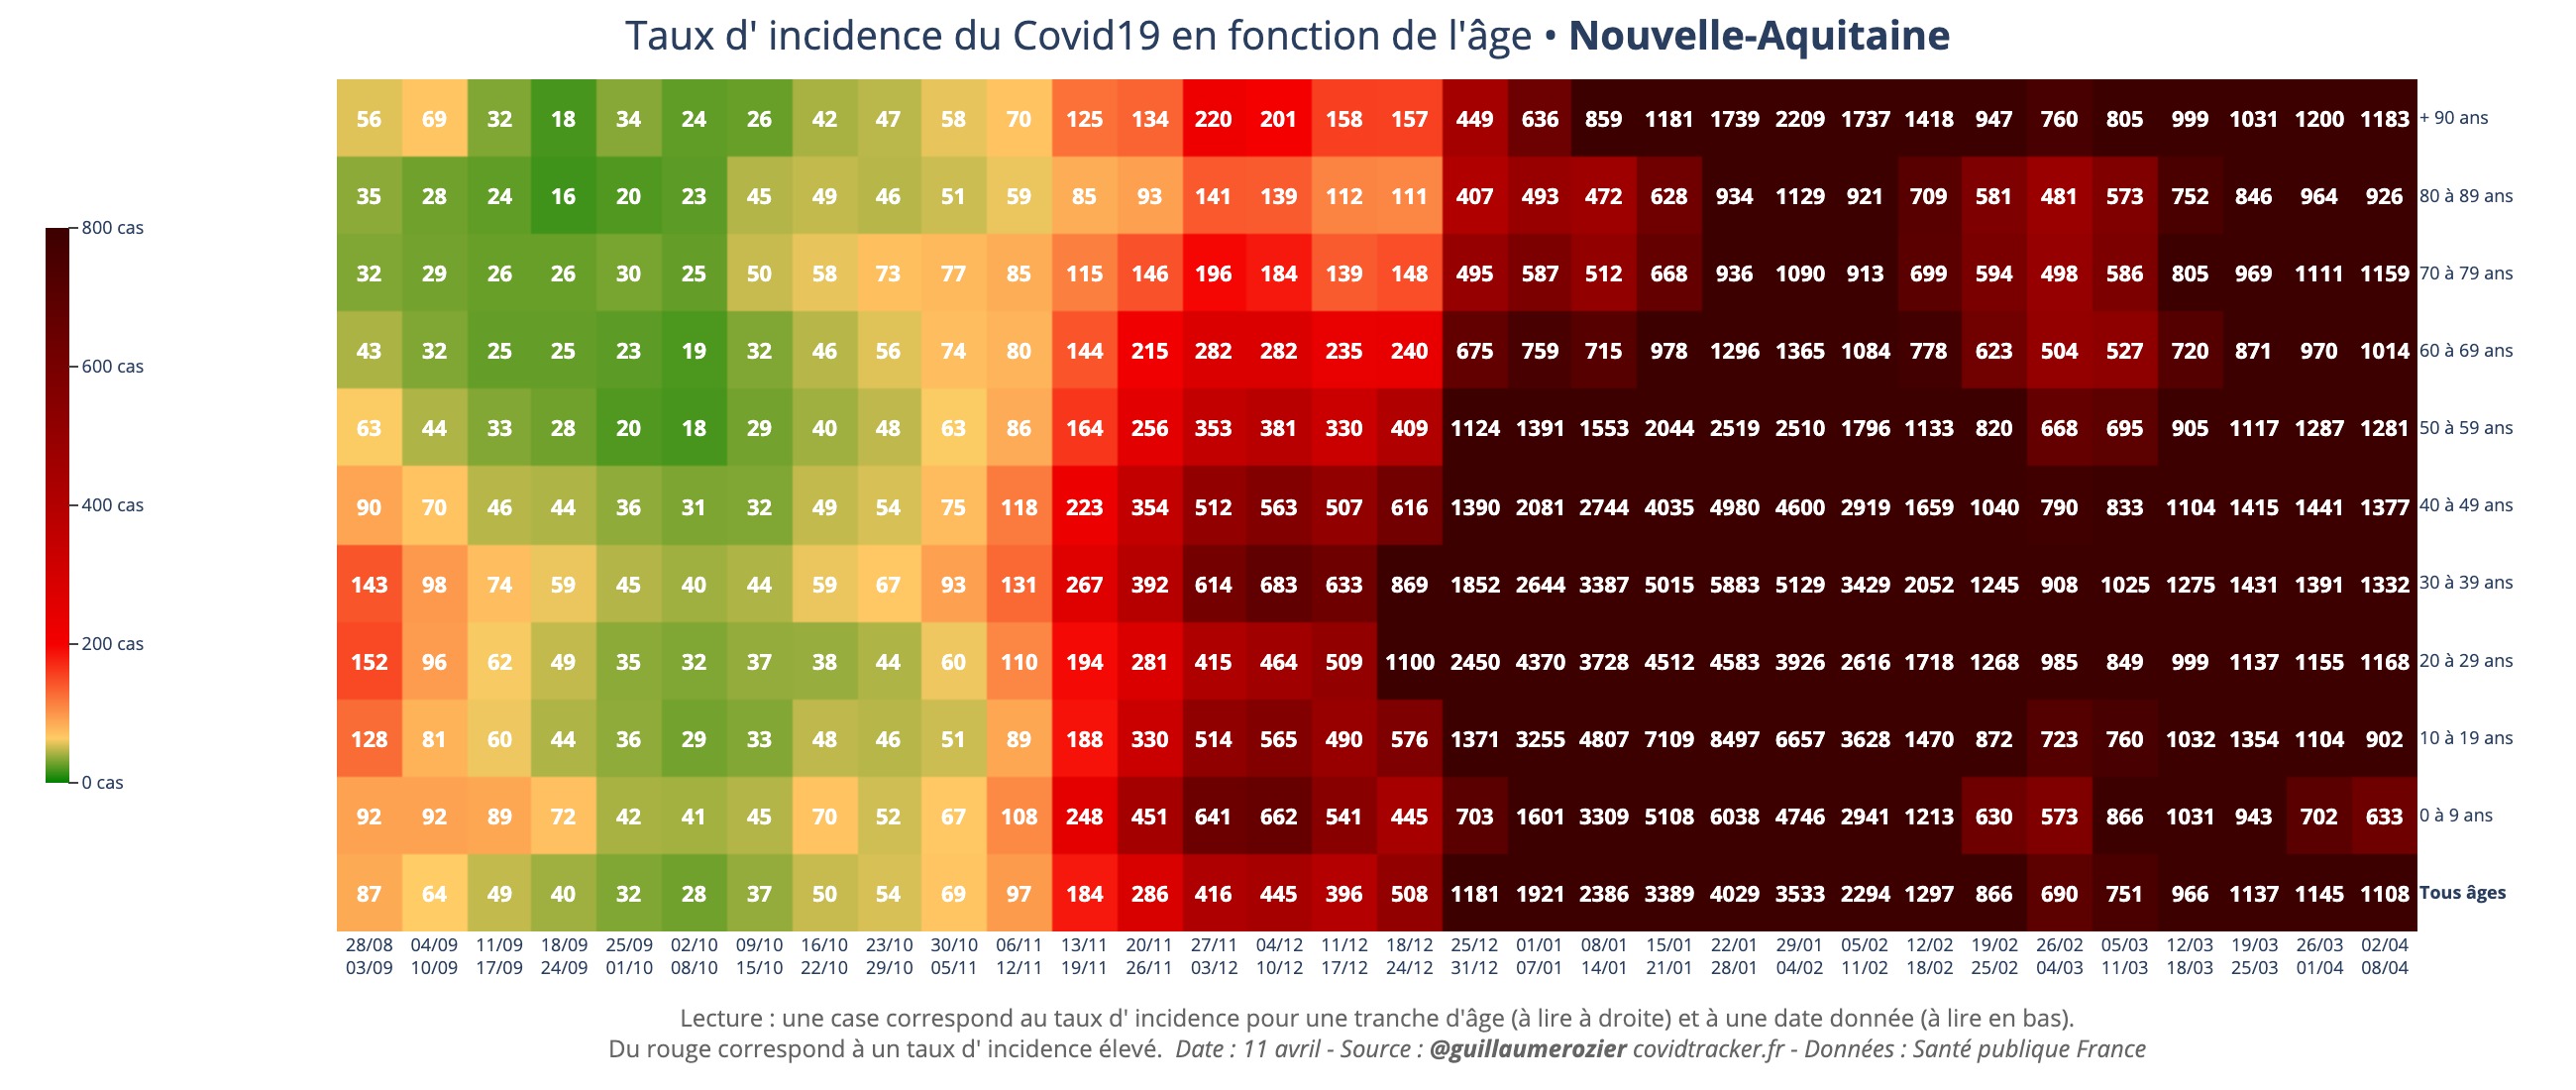 Taux d' incidence du Covid19 en fonction de l'âge • Nouvelle-Aquitaine
800 cas
600 cas
400 cas
200 cas
0 cas
56 69 32 18 34 24 26 42 47 58 70 125 134 220 201 158 157 449 636 859 1181 1739 2209 1737 1418 947 760 805 999 1031 1200 1183 + 90 ans
35 28 24 16 20 23 45 49 46 51 59 85 93 141 139 112 111 407 493 472 628 934 1129 921 709 581 481 573 752 846 964 926 80 à 89 ans
32 29 26 26 30 25 50 58 73 77 85 115 146 196 184 139 148 495 587 512 668 936 1090 913 699 594 498 586 805 969 1111 1159 70 à 79 ans
43 32 25 25 23 19 32 46 56 74 80 144 215 282 282 235 240 675 759 715 978 1296 1365 1084 778 623 504 527 720 871 970 1014 60 à 69 ans
63 44 33 28 20 18 29 40 48 63 86 164 256 353 381 330 409 1124 1391 1553 2044 2519 2510 1796 1133 820 668 695 905 1117 1287 1281 50 à 59 ans
90 70 46 44 36 31 32 49 54 75 118 223 354 512 563 507 616 1390 2081 2744 4035 4980 4600 2919 1659 1040 790 833 1104 1415 1441 1377 40 à 49 ans
143 98 74 59 45 40 44 59 67 93 131 267 392 614 683 633 869 1852 2644 3387 5015 5883 5129 3429 2052 1245 908 1025 1275 1431 1391 1332 30 à 39 ans
152 96 62 49 35 32 37 38 44 60 110 194 281 415 464 509 1100 2450 4370 3728 4512 4583 3926 2616 1718 1268 985 849 999 1137 1155 1168 20 à 29 ans
128 81 60 44 36 29 33 48 46 51 89 188 330 514 565 490 576 1371 3255 4807 7109 8497 6657 3628 1470 872 723 760 1032 1354 1104 902 10 à 19 ans
92 92 89 72 42 41 45 70 52 67 108 248 451 641 662 541 445 703 1601 3309 5108 6038 4746 2941 1213 630 573 866 1031 943 702 633 0 à 9 ans
87 64 49 40 32 28 37 50 54 69 97 184 286 416 445 396 508 1181 1921 2386 3389 4029 3533 2294 1297 866 690 751 966 1137 1145 1108 Tous âges
28/08 04/09 11/09 18/09 25/09 02/10 09/10 16/10 23/10 30/10 06/11 13/11 20/11 27/11 04/12 11/12 18/12 25/12 01/01 08/01 15/01 22/01 29/01 05/02 12/02 19/02 26/02 05/03 12/03 19/03 26/03 02/04
03/09 10/09 17/09 24/09 01/10 08/10 15/10 22/10 29/10 05/11 12/11 19/11 26/11 03/12 10/12 17/12 24/12 31/12 07/01 14/01 21/01 28/01 04/02 11/02 18/02 25/02 04/03 11/03 18/03 25/03 01/04 08/04
Lecture : une case correspond au taux d' incidence pour une tranche d'âge (à lire à droite) et à une date donnée (à lire en bas).
Du rouge correspond à un taux d' incidence élevé. Date : 11 avril - Source : @guillaumerozier covidtracker.fr - Données : Santé publique France